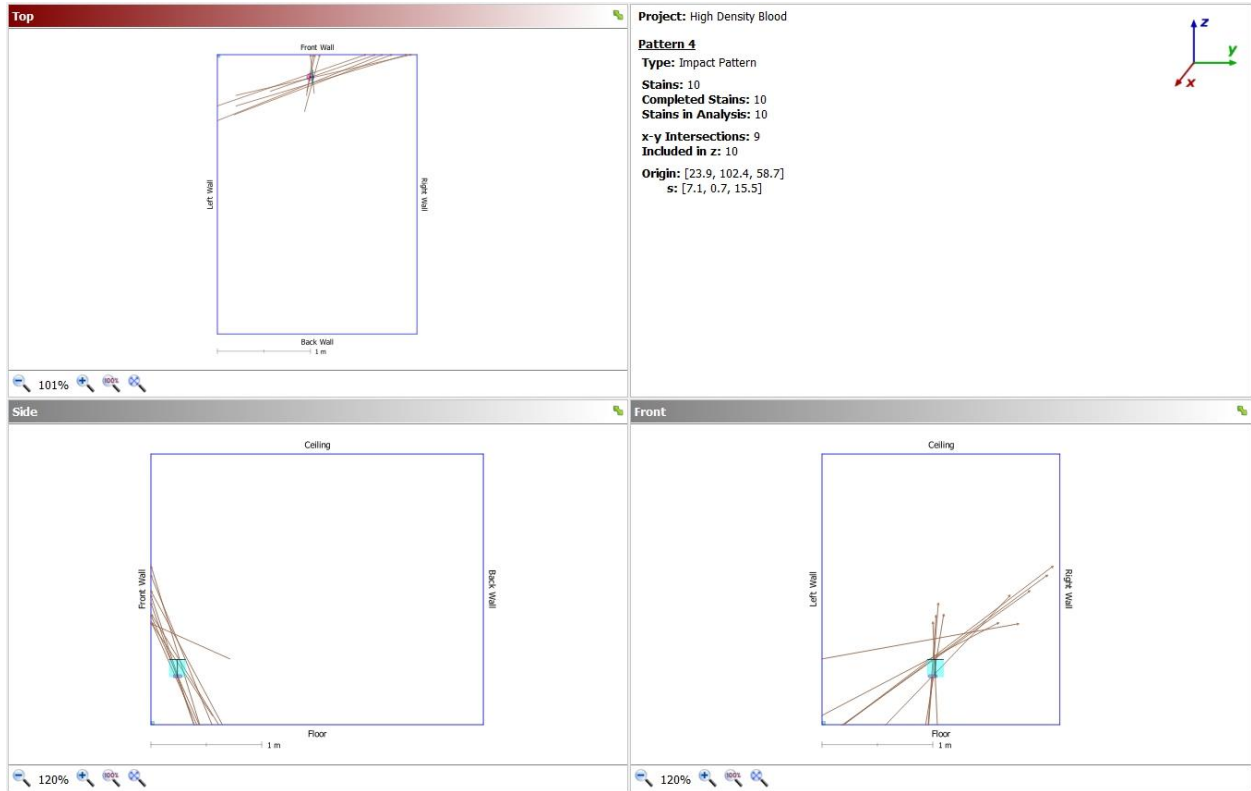 Top
Front Wall
Left Wall
Right Wall
Back Wall
1 m
101%
Project: High Density Blood
Pattern 4
Type: Impact Pattern
Stains: 10
Completed Stains: 10
Stains in Analysis: 10
x-y Intersections: 9
Included in z: 10
Origin: [23.9, 102.4, 58.7]
s: [7.1, 0.7, 15.5]
z
y
x
Side
Ceiling
Front Wall
Back Wall
Floor
1 m
120%
Front
Ceiling
Left Wall
Right Wall
Floor
1 m
120%